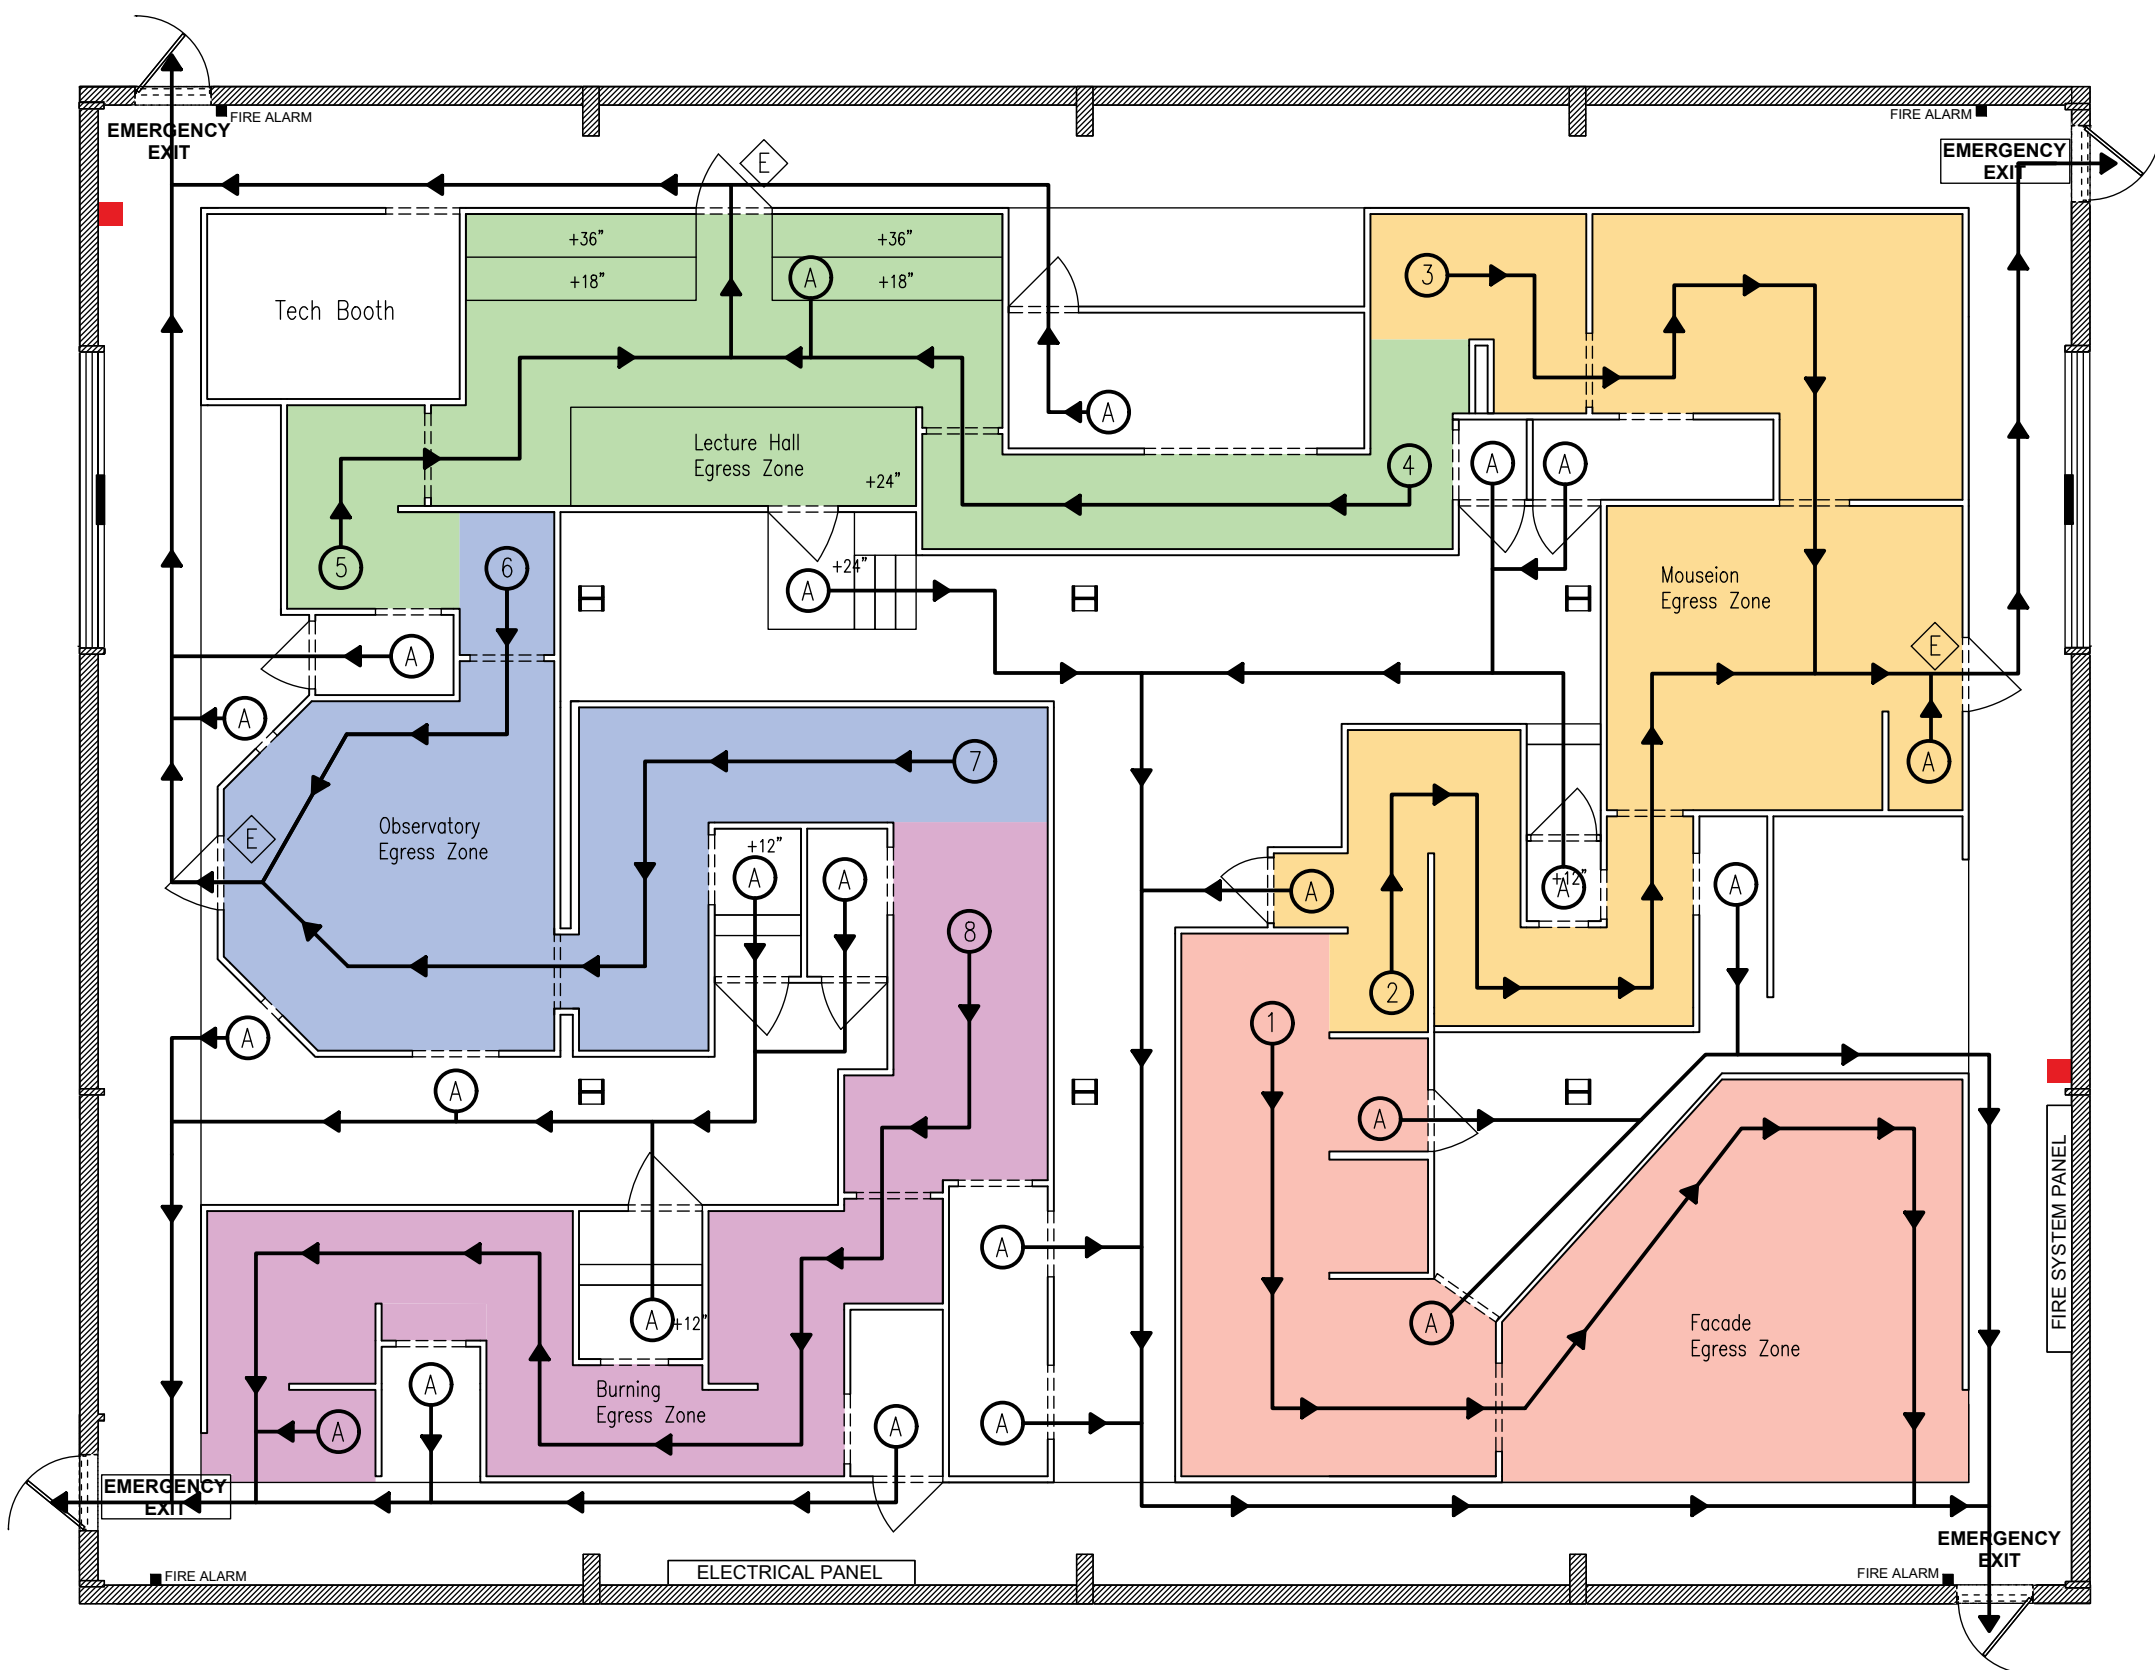 FIRE ALARM
FIRE ALARM
EMERGENCY
EXIT
EMERGENCY
EXIT
E
+36”
+36”
+18”
A
+18”
3
Tech Booth
A
Lecture Hall
Egress Zone
+24”
4
A
A
5
6
A
+24”
Mouseion
Egress Zone
E
A
A
7
A
Observatory
Egress Zone
E
+12”
A
A
A
A
+12”
A
8
2
1
A
A
A
A
A
Facade
Egress Zone
A
+12”
A
Burning
Egress Zone
A
A
A
A
FIRE SYSTEM PANEL
EMERGENCY
EXIT
EMERGENCY
EXIT
FIRE ALARM
ELECTRICAL PANEL
FIRE ALARM